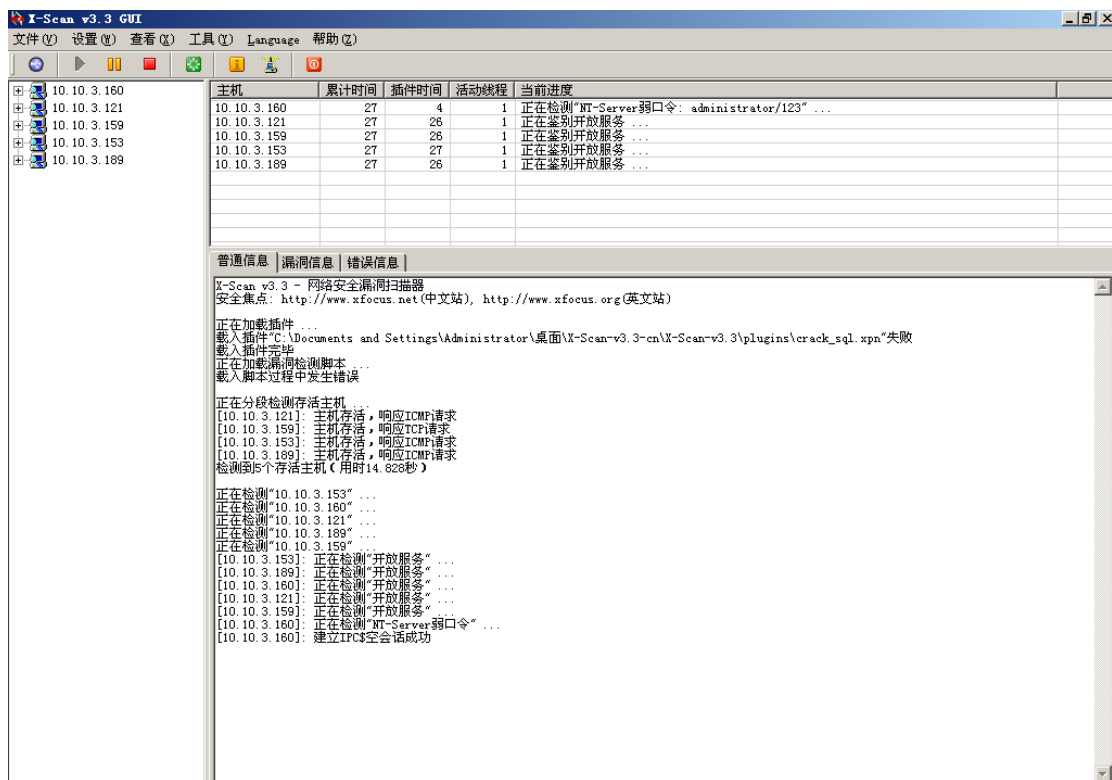 X-Scan v3.3 GUI
文件(V) 设置(W) 查看(X) 工具(Y) Language 帮助(Z)
10.10.3.160
10.10.3.121
10.10.3.159
10.10.3.153
10.10.3.189
主机 累计时间 插件时间 活动线程 当前进度
10.10.3.160 27 4 1 正在检测"NT-Server弱口令: administrator/123" ...
10.10.3.121 27 26 1 正在鉴别开放服务 ...
10.10.3.159 27 26 1 正在鉴别开放服务 ...
10.10.3.153 27 27 1 正在鉴别开放服务 ...
10.10.3.189 27 26 1 正在鉴别开放服务 ...
普通信息 漏洞信息 错误信息
X-Scan v3.3 - 网络安全漏洞扫描器
安全焦点: http://www.xfocus.net(中文站), http://www.xfocus.org(英文站)
正在加载插件 ...
载入插件"C:\Documents and Settings\Administrator\桌面\X-Scan-v3.3-cn\X-Scan-v3.3\plugins\crack_sql.xpn"失败
载入插件完毕
正在加载漏洞检测脚本 ...
载入脚本过程中发生错误
正在分段检测存活主机 ...
[10.10.3.121]: 主机存活，响应ICMP请求
[10.10.3.159]: 主机存活，响应TCP请求
[10.10.3.153]: 主机存活，响应ICMP请求
[10.10.3.189]: 主机存活，响应ICMP请求
检测到5个存活主机(用时14.828秒)
正在检测"10.10.3.153" ...
正在检测"10.10.3.160" ...
正在检测"10.10.3.121" ...
正在检测"10.10.3.189" ...
正在检测"10.10.3.159" ...
[10.10.3.153]: 正在检测"开放服务" ...
[10.10.3.189]: 正在检测"开放服务" ...
[10.10.3.160]: 正在检测"开放服务" ...
[10.10.3.121]: 正在检测"开放服务" ...
[10.10.3.159]: 正在检测"开放服务" ...
[10.10.3.160]: 正在检测"NT-Server弱口令" ...
[10.10.3.160]: 建立IPC$空会话成功